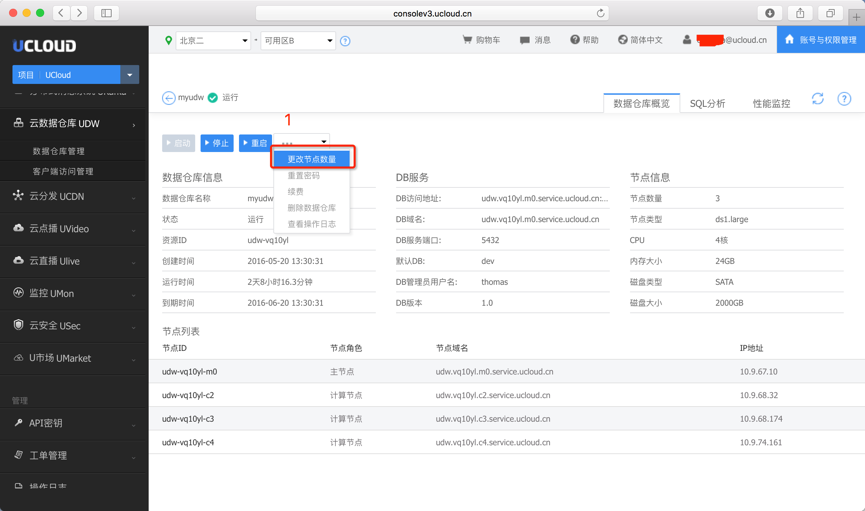 consolev3.ucloud.cn
UCLOUD
北京二
可用区B
购物车
消息
帮助
简体中文
@ucloud.cn
账号与权限管理
项目 UCloud
云数据仓库 UDW
数据仓库管理
客户端访问管理
云分发 UCDN
云点播 UVideo
云直播 Ulive
监控 UMon
云安全 USec
U市场 UMarket
管理
API密钥
工单管理
操作日志
myudw 运行
数据仓库概览
SQL分析
性能监控
1
启动
停止
重启
更改节点数量
重置密码
续费
删除数据仓库
查看操作日志
数据仓库信息
数据仓库名称 myudw
状态 运行
资源ID udw-vq10yl
创建时间 2016-05-20 13:30:31
运行时间 2天8小时16.3分钟
到期时间 2016-06-20 13:30:31
DB服务
DB访问地址: udw.vq10yl.m0.service.ucloud.cn:...
DB域名: udw.vq10yl.m0.service.ucloud.cn
DB服务端口: 5432
默认DB: dev
DB管理员用户名: thomas
DB版本 1.0
节点信息
节点数量 3
节点类型 ds1.large
CPU 4核
内存大小 24GB
磁盘类型 SATA
磁盘大小 2000GB
节点列表
节点ID 节点角色 节点域名 IP地址
udw-vq10yl-m0 主节点 udw.vq10yl.m0.service.ucloud.cn 10.9.67.10
udw-vq10yl-c2 计算节点 udw.vq10yl.c2.service.ucloud.cn 10.9.68.32
udw-vq10yl-c3 计算节点 udw.vq10yl.c3.service.ucloud.cn 10.9.68.174
udw-vq10yl-c4 计算节点 udw.vq10yl.c4.service.ucloud.cn 10.9.74.161